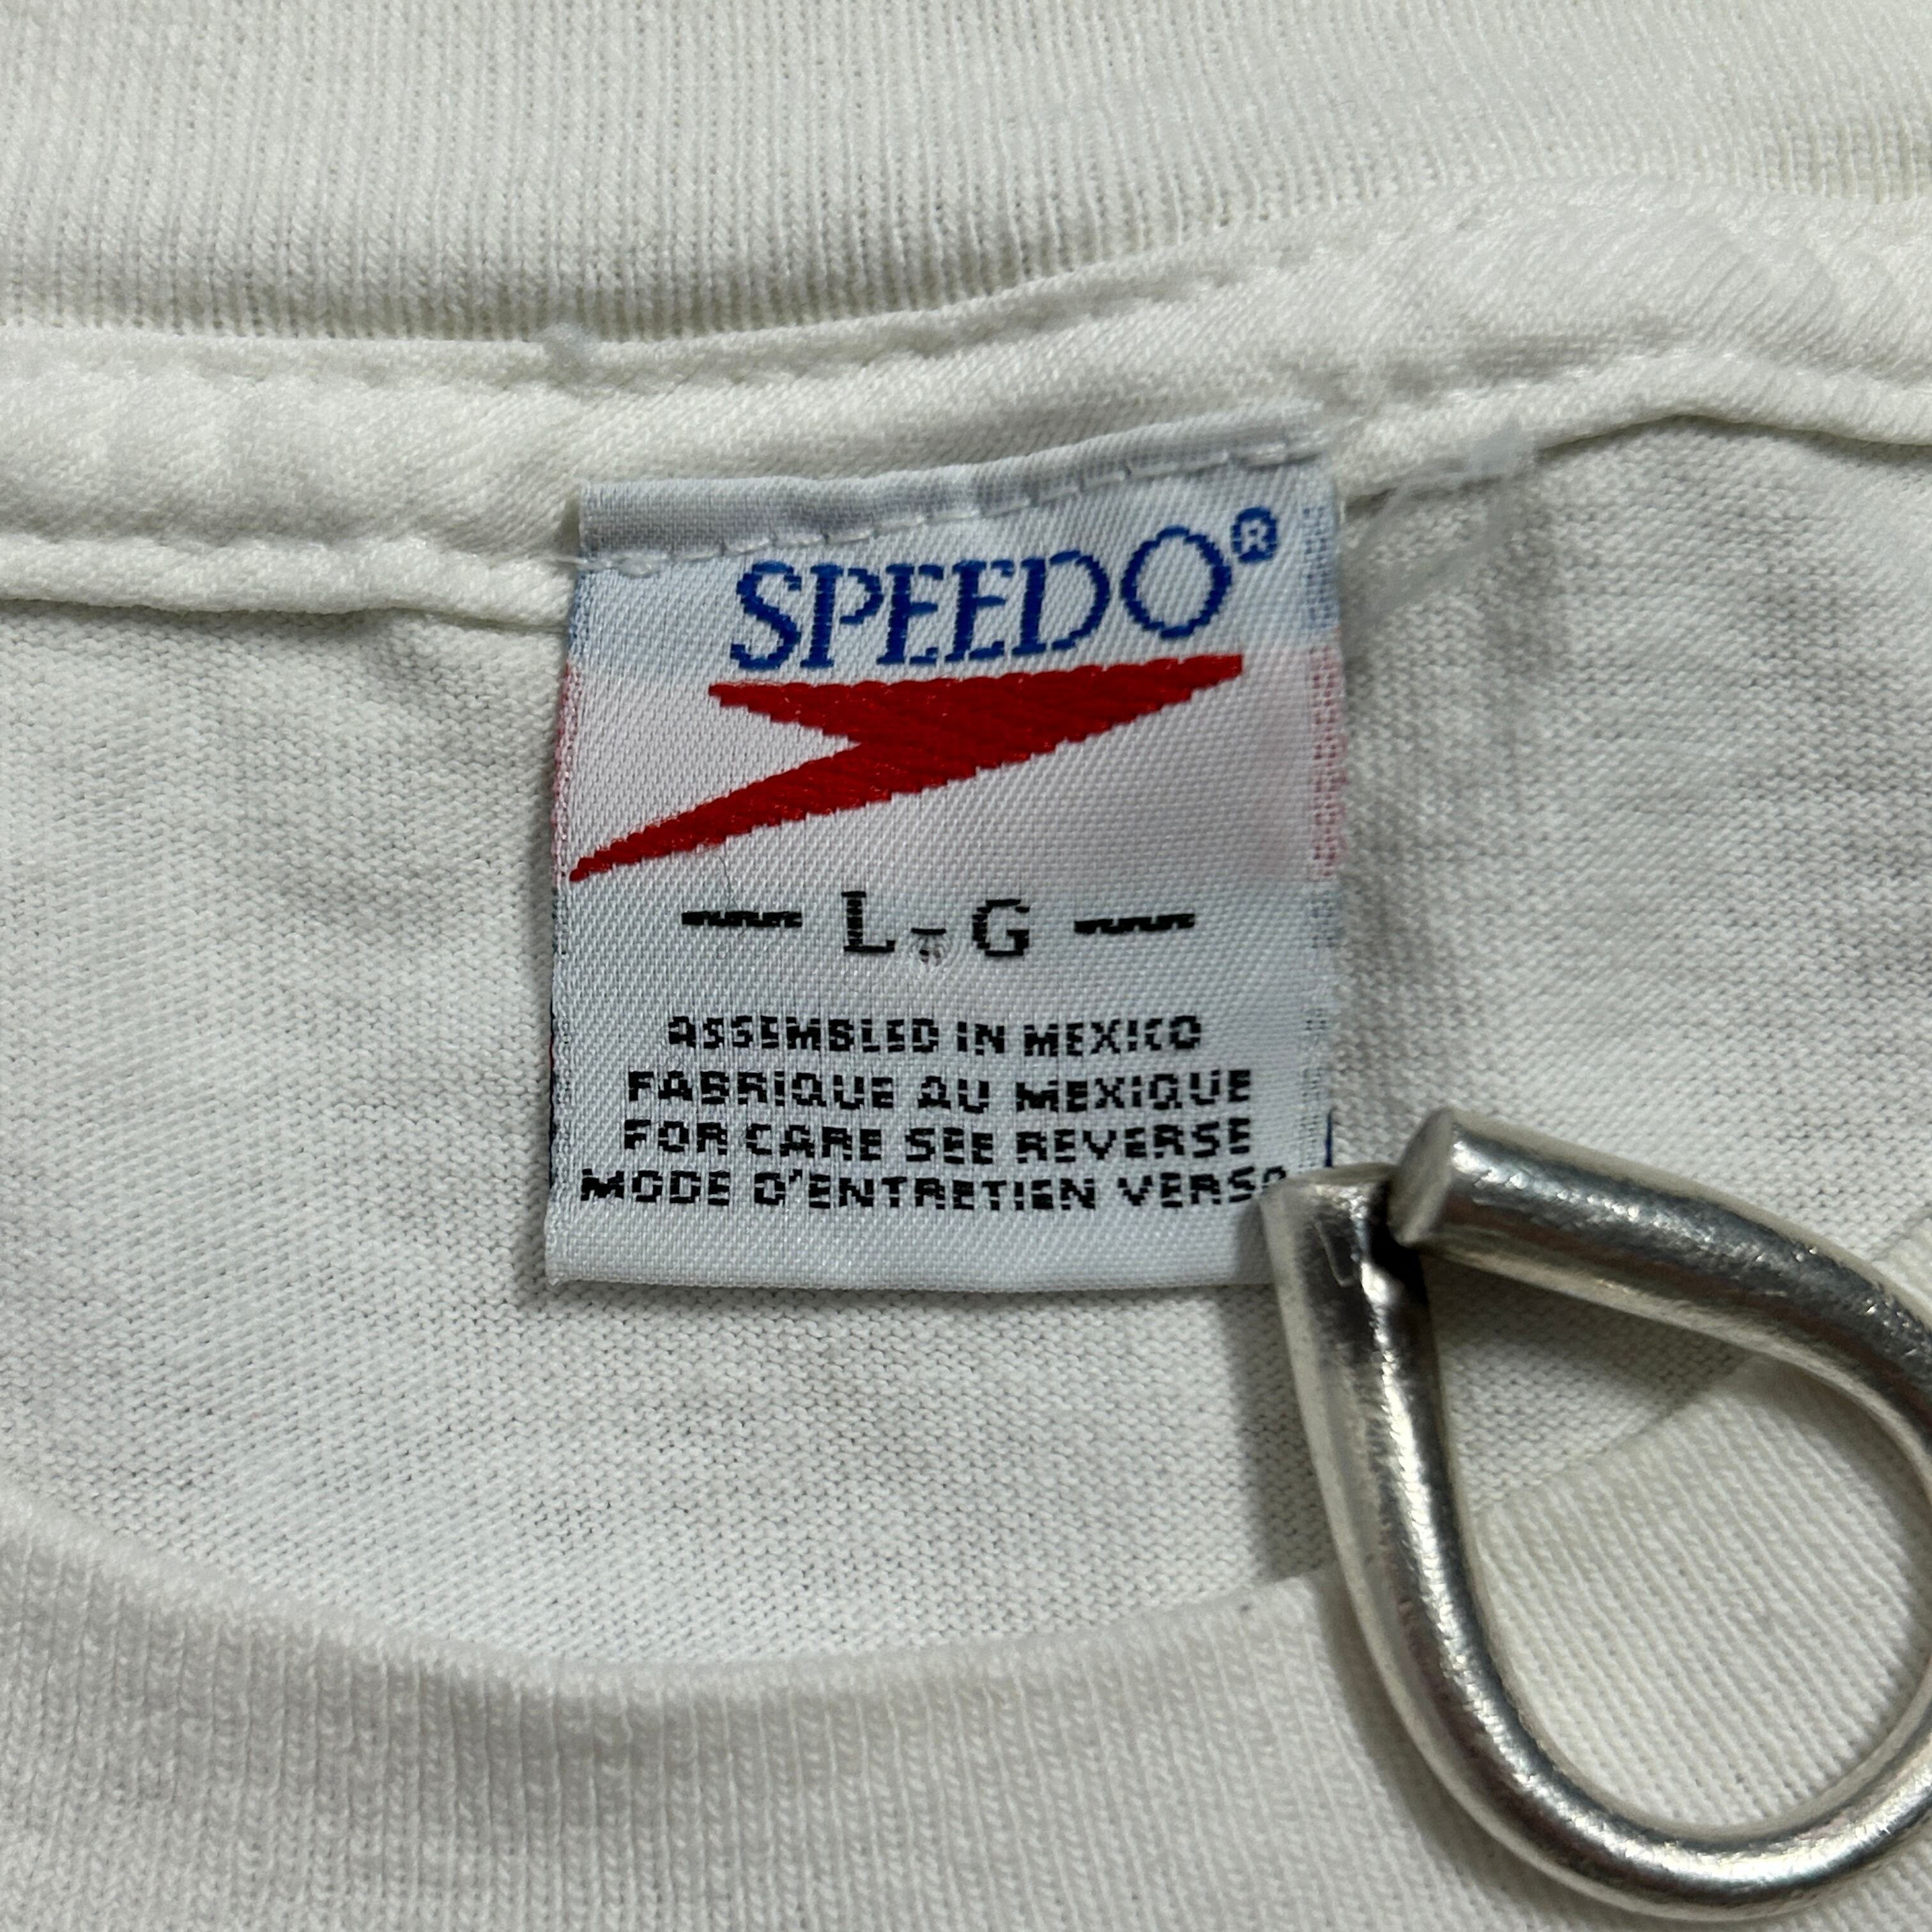 SPEEDO®
— L-G —
ASSEMBLED IN MEXICO
FABRIQUE AU MEXIQUE
FOR CARE SEE REVERSE
MODE D'ENTRETIEN VERSO